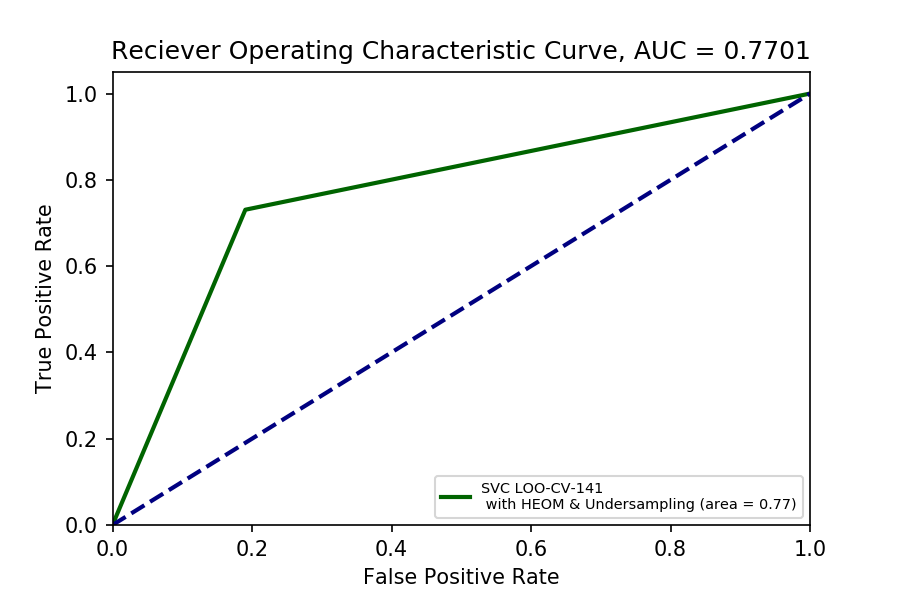 Reciever Operating Characteristic Curve, AUC = 0.7701
1.0
0.8
0.6
0.4
0.2
0.0
True Positive Rate
SVC LOO-CV-141
with HEOM & Undersampling (area = 0.77)
0.0 0.2 0.4 0.6 0.8 1.0
False Positive Rate